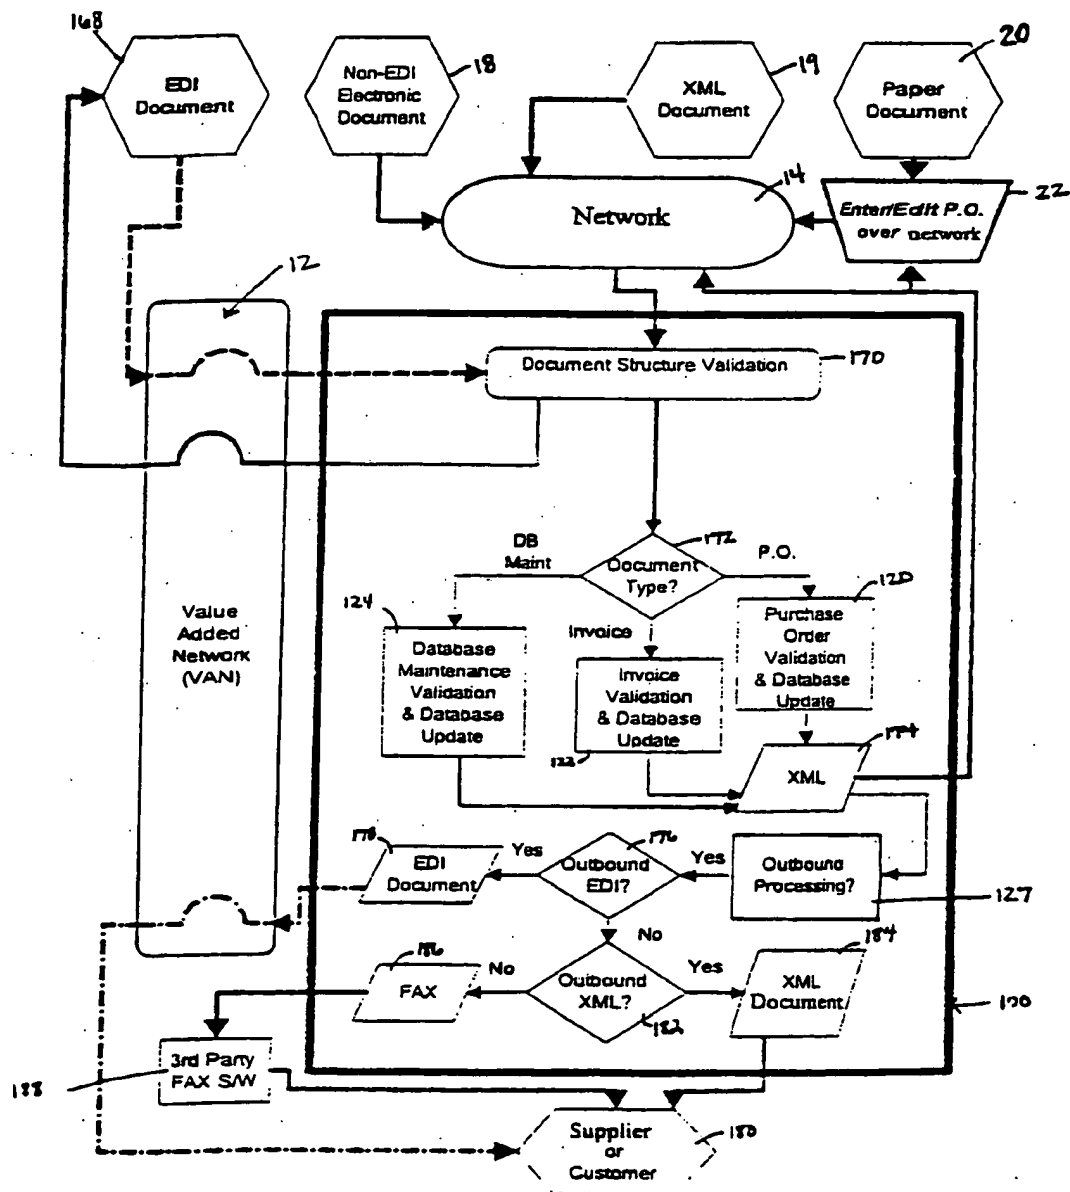 168
EDI
Document
Non-EDI
Electronic
Document
18
XML
Document
19
20
Paper
Document
14
Network
22
Enter/Edit P.O.
over network
12
Document Structure Validation
170
DB
Maint
172
P.O.
Document
Type?
124
120
Database
Maintenance
Validation
& Database
Update
Invoice
Purchase
Order
Validation
& Database
Update
Value
Added
Network
(VAN)
Invoice
Validation
& Database
Update
122
174
XML
178
EDI
Document
Yes
176
Outbound
EDI?
Yes
Outbound
Processing?
127
No
186
FAX
No
Outbound
XML?
182
Yes
184
XML
Document
120
3rd Party
FAX S/W
188
Supplier
or
Customer
180